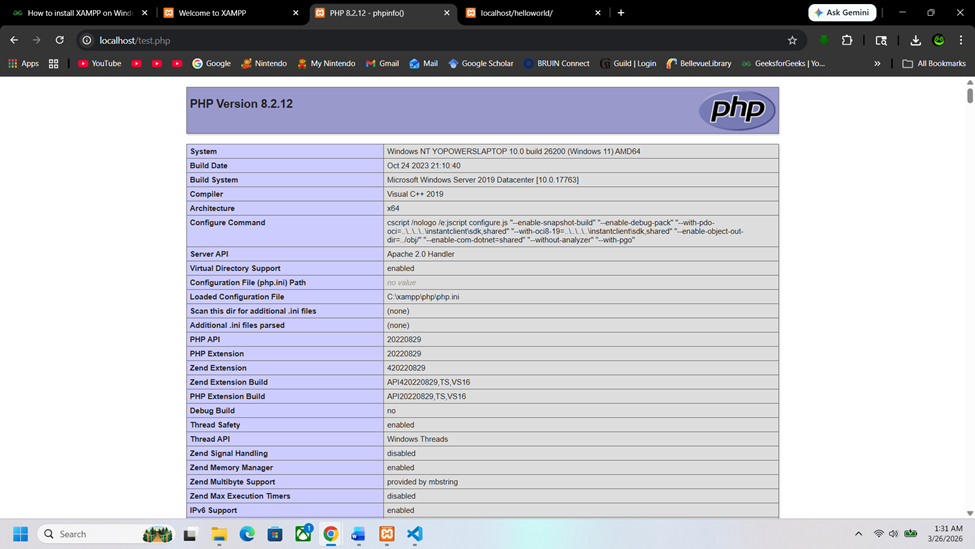 How to install XAMPP on Wind
Welcome to XAMPP
PHP 8.2.12 - phpinfo()
localhost/helloworld/
Ask Gemini
localhost/test.php
Apps
YouTube
Google
Nintendo
My Nintendo
Gmail
Mail
Google Scholar
BRUIN Connect
Guild | Login
BellevueLibrary
GeeksforGeeks | Yo...
»
All Bookmarks
PHP Version 8.2.12
php
System Windows NT YOPOWERSLAPTOP 10.0 build 26200 (Windows 11) AMD64
Build Date Oct 24 2023 21:10:40
Build System Microsoft Windows Server 2019 Datacenter [10.0.17763]
Compiler Visual C++ 2019
Architecture x64
Configure Command cscript /nologo /e:jscript configure.js "--enable-snapshot-build" "--enable-debug-pack" "--with-pdo-
oci=..\..\..\..\instantclient\sdk,shared" "--with-oci8-19=..\..\..\..\instantclient\sdk,shared" "--enable-object-out-
dir=../obj/" "--enable-com-dotnet=shared" "--without-analyzer" "--with-pgo"
Server API Apache 2.0 Handler
Virtual Directory Support enabled
Configuration File (php.ini) Path no value
Loaded Configuration File C:\xampp\php\php.ini
Scan this dir for additional .ini files (none)
Additional .ini files parsed (none)
PHP API 20220829
PHP Extension 20220829
Zend Extension 420220829
Zend Extension Build API420220829,TS,VS16
PHP Extension Build API20220829,TS,VS16
Debug Build no
Thread Safety enabled
Thread API Windows Threads
Zend Signal Handling disabled
Zend Memory Manager enabled
Zend Multibyte Support provided by mbstring
Zend Max Execution Timers disabled
IPv6 Support enabled
Search
1
1:31 AM
3/26/2026